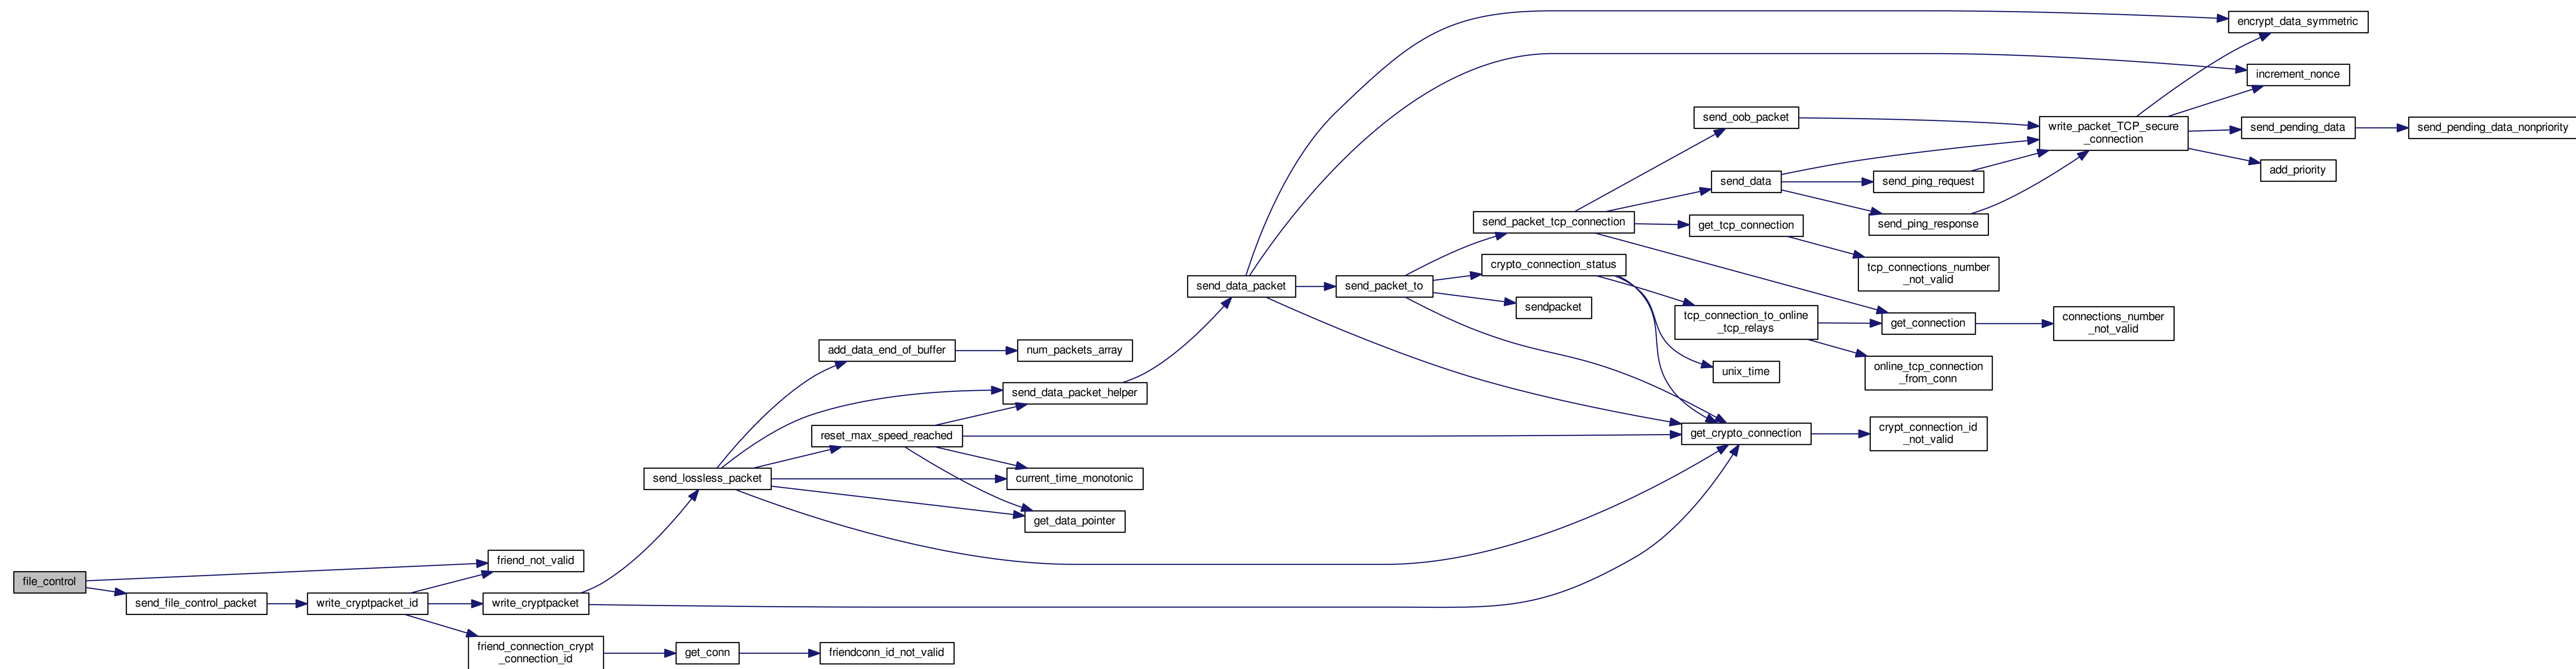 encrypt_data_symmetric
increment_nonce
send_oob_packet
write_packet_TCP_secure
_connection
send_pending_data
send_pending_data_nonpriority
add_priority
send_data
send_ping_request
send_packet_tcp_connection
get_tcp_connection
send_ping_response
crypto_connection_status
tcp_connections_number
_not_valid
send_data_packet
send_packet_to
sendpacket
tcp_connection_to_online
_tcp_relays
get_connection
connections_number
_not_valid
add_data_end_of_buffer
num_packets_array
unix_time
online_tcp_connection
_from_conn
send_data_packet_helper
reset_max_speed_reached
get_crypto_connection
crypt_connection_id
_not_valid
send_lossless_packet
current_time_monotonic
get_data_pointer
friend_not_valid
file_control
send_file_control_packet
write_cryptpacket_id
write_cryptpacket
friend_connection_crypt
_connection_id
get_conn
friendconn_id_not_valid